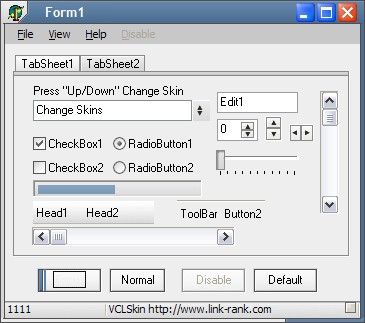 Form1
File View Help Disable
TabSheet1 TabSheet2
Press "Up/Down" Change Skin
Change Skins
Edit1
0
CheckBox1 RadioButton1
CheckBox2 RadioButton2
Head1 Head2 ToolBar Button2
Normal Disable Default
1111 VCLSkin http://www.link-rank.com